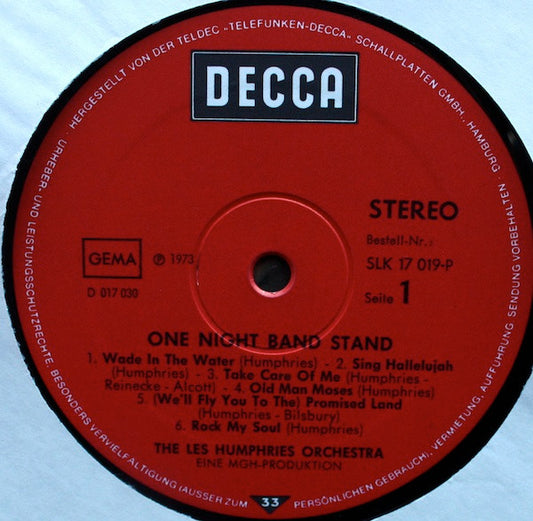 · HERGESTELLT VON DER TELDEC »TELEFUNKEN-DECCA« SCHALLPLATTEN GMBH., HAMBURG · URHEBER- UND LEISTUNGSSCHUTZRECHTE, BESONDERS VERVIELFÄLTIGUNG (AUSSER ZUM PERSÖNLICHEN GEBRAUCH), VERMIETUNG, AUFFÜHRUNG, SENDUNG VORBEHALTEN
DECCA
STEREO
Bestell-Nr.:
GEMA ℗ 1973 SLK 17 019-P
D 017 030 Seite 1
ONE NIGHT BAND STAND
1. Wade In The Water (Humphries) - 2. Sing Hallelujah
(Humphries) - 3. Take Care Of Me (Humphries -
Reinecke - Alcott) - 4. Old Man Moses (Humphries)
5. (We'll Fly You To The) Promised Land
(Humphries - Bilsbury)
6. Rock My Soul (Humphries)
THE LES HUMPHRIES ORCHESTRA
EINE MGH-PRODUKTION
33